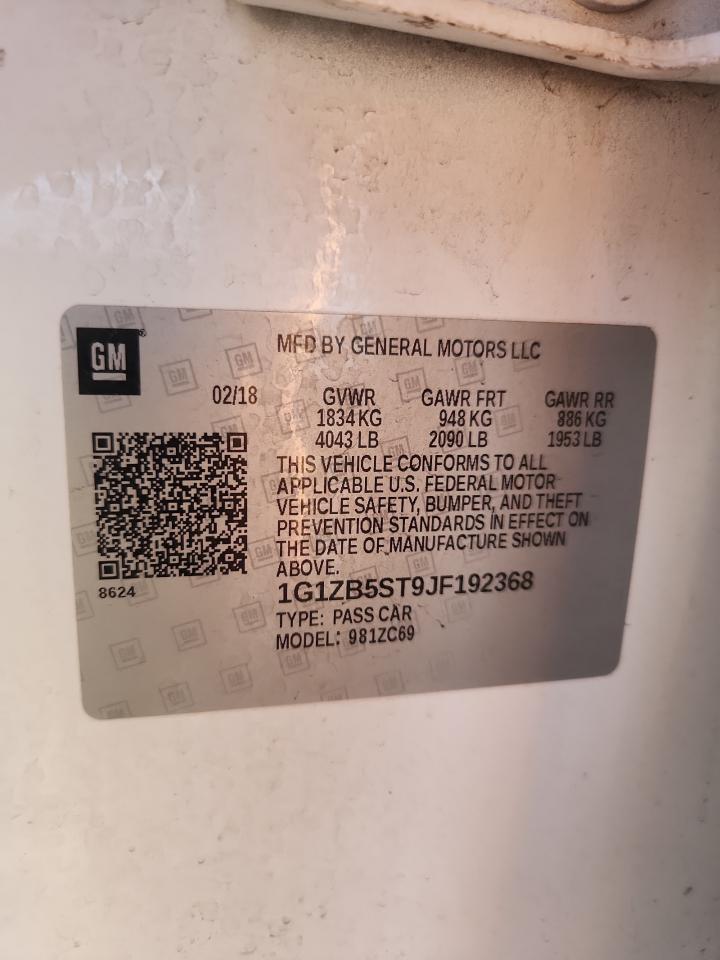 GM
MFD BY GENERAL MOTORS LLC
02/18 GVWR GAWR FRT GAWR RR
1834 KG 948 KG 886 KG
4043 LB 2090 LB 1953 LB
THIS VEHICLE CONFORMS TO ALL
APPLICABLE U.S. FEDERAL MOTOR
VEHICLE SAFETY, BUMPER, AND THEFT
PREVENTION STANDARDS IN EFFECT ON
THE DATE OF MANUFACTURE SHOWN
ABOVE.
8624
1G1ZB5ST9JF192368
TYPE: PASS CAR
MODEL: 981ZC69